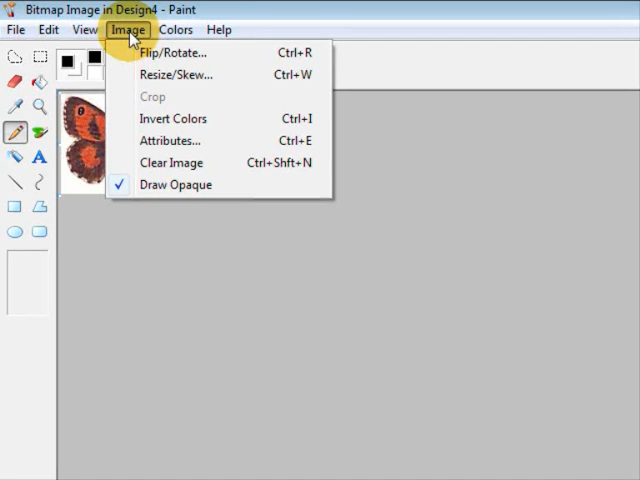 Bitmap Image in Design4 - Paint
File Edit View Image Colors Help
Flip/Rotate... Ctrl+R
Resize/Skew... Ctrl+W
Crop
Invert Colors Ctrl+I
Attributes... Ctrl+E
Clear Image Ctrl+Shft+N
Draw Opaque
A